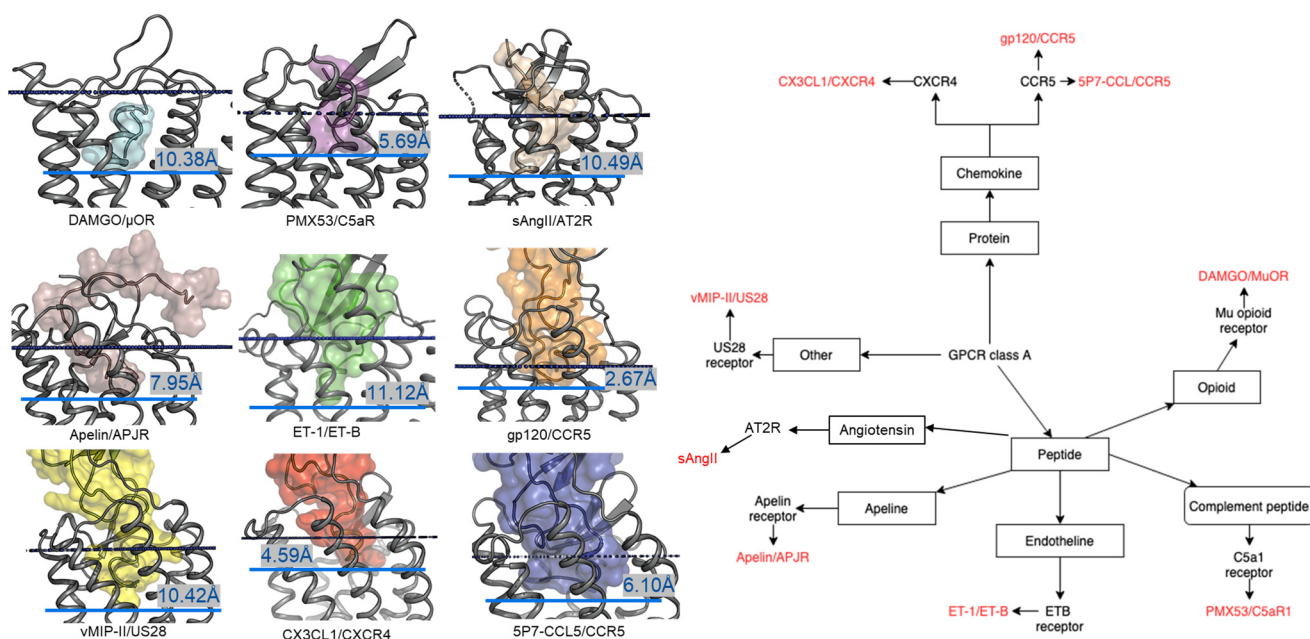 10.38Å
5.69Å
10.49Å
DAMGO/μOR
PMX53/C5aR
sAngII/AT2R
7.95Å
11.12Å
2.67Å
Apelin/APJR
ET-1/ET-B
gp120/CCR5
10.42Å
4.59Å
6.10Å
vMIP-II/US28
CX3CL1/CXCR4
5P7-CCL5/CCR5
gp120/CCR5
CX3CL1/CXCR4
CXCR4
CCR5
5P7-CCL/CCR5
Chemokine
Protein
DAMGO/MuOR
Mu opioid
receptor
vMIP-II/US28
US28
receptor
Other
GPCR class A
Opioid
AT2R
Angiotensin
sAngII
Peptide
Apelin
receptor
Apeline
Complement peptide
Apelin/APJR
Endotheline
C5a1
receptor
ET-1/ET-B
ETB
receptor
PMX53/C5aR1